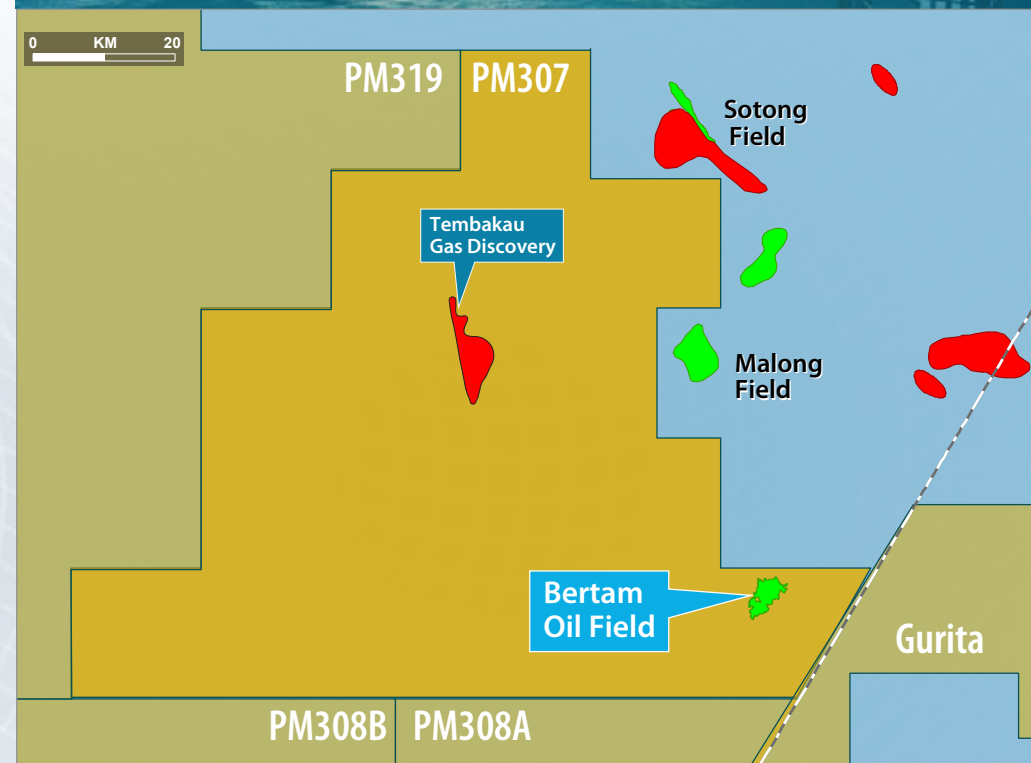 0 KM 20
PM319
PM307
Sotong
Field
Tembakau
Gas Discovery
Malong
Field
Bertam
Oil Field
Gurita
PM308B
PM308A